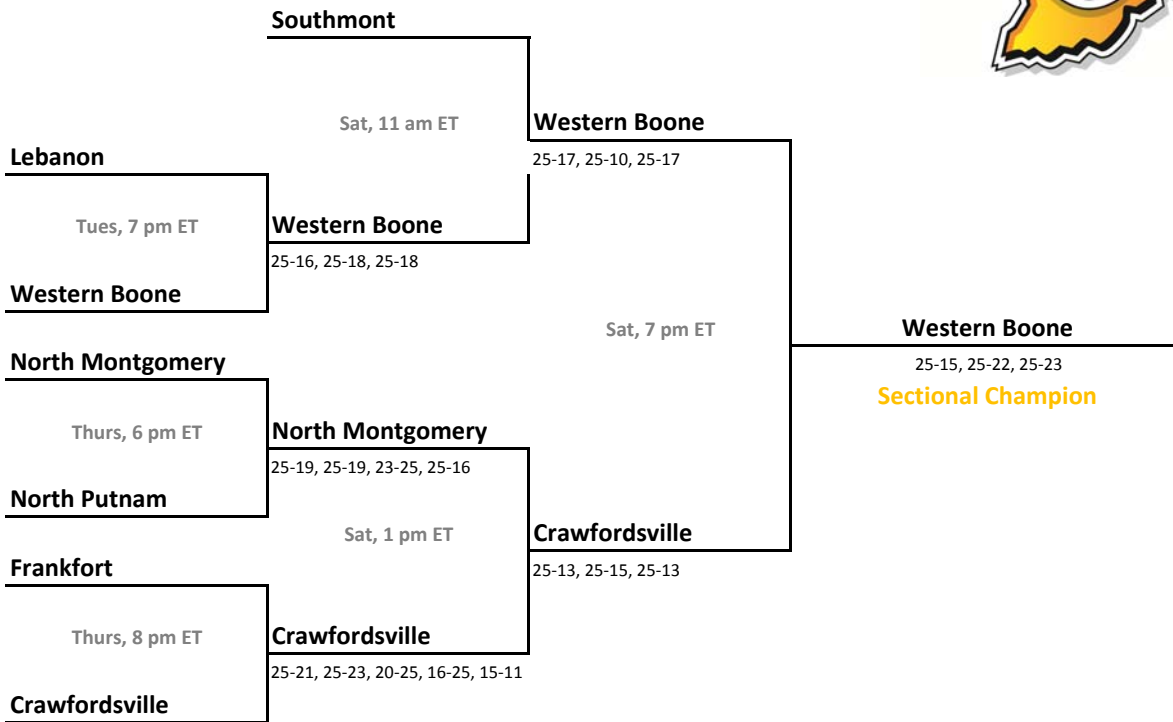 Southmont
Sat, 11 am ET
Western Boone
25-17, 25-10, 25-17
Lebanon
Tues, 7 pm ET
Western Boone
25-16, 25-18, 25-18
Western Boone
Sat, 7 pm ET
Western Boone
25-15, 25-22, 25-23
Sectional Champion
North Montgomery
Thurs, 6 pm ET
North Montgomery
25-19, 25-19, 23-25, 25-16
North Putnam
Sat, 1 pm ET
Crawfordsville
25-13, 25-15, 25-13
Frankfort
Thurs, 8 pm ET
Crawfordsville
25-21, 25-23, 20-25, 16-25, 15-11
Crawfordsville